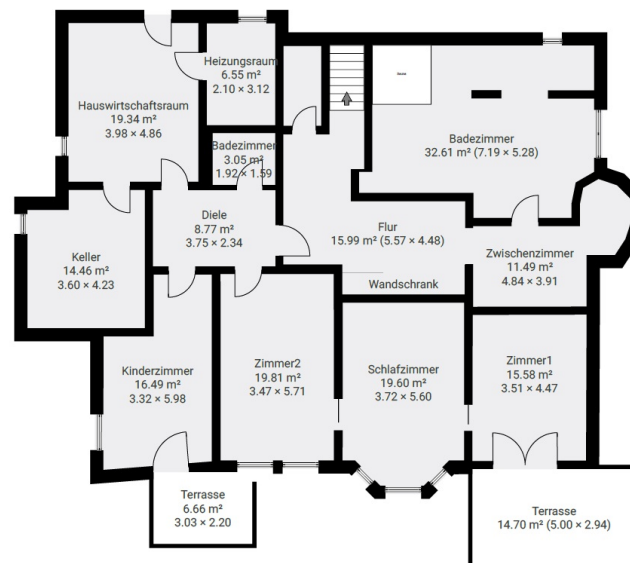 Heizungsraum
6.55 m²
2.10 × 3.12
Hauswirtschaftsraum
19.34 m²
3.98 × 4.86
Badezimmer
32.61 m² (7.19 × 5.28)
Badezimmer
3.05 m²
1.92 × 1.59
Diele
8.77 m²
3.75 × 2.34
Flur
15.99 m² (5.57 × 4.48)
Zwischenzimmer
11.49 m²
4.84 × 3.91
Keller
14.46 m²
3.60 × 4.23
Wandschrank
Kinderzimmer
16.49 m²
3.32 × 5.98
Zimmer2
19.81 m²
3.47 × 5.71
Schlafzimmer
19.60 m²
3.72 × 5.60
Zimmer1
15.58 m²
3.51 × 4.47
Terrasse
6.66 m²
3.03 × 2.20
Terrasse
14.70 m² (5.00 × 2.94)